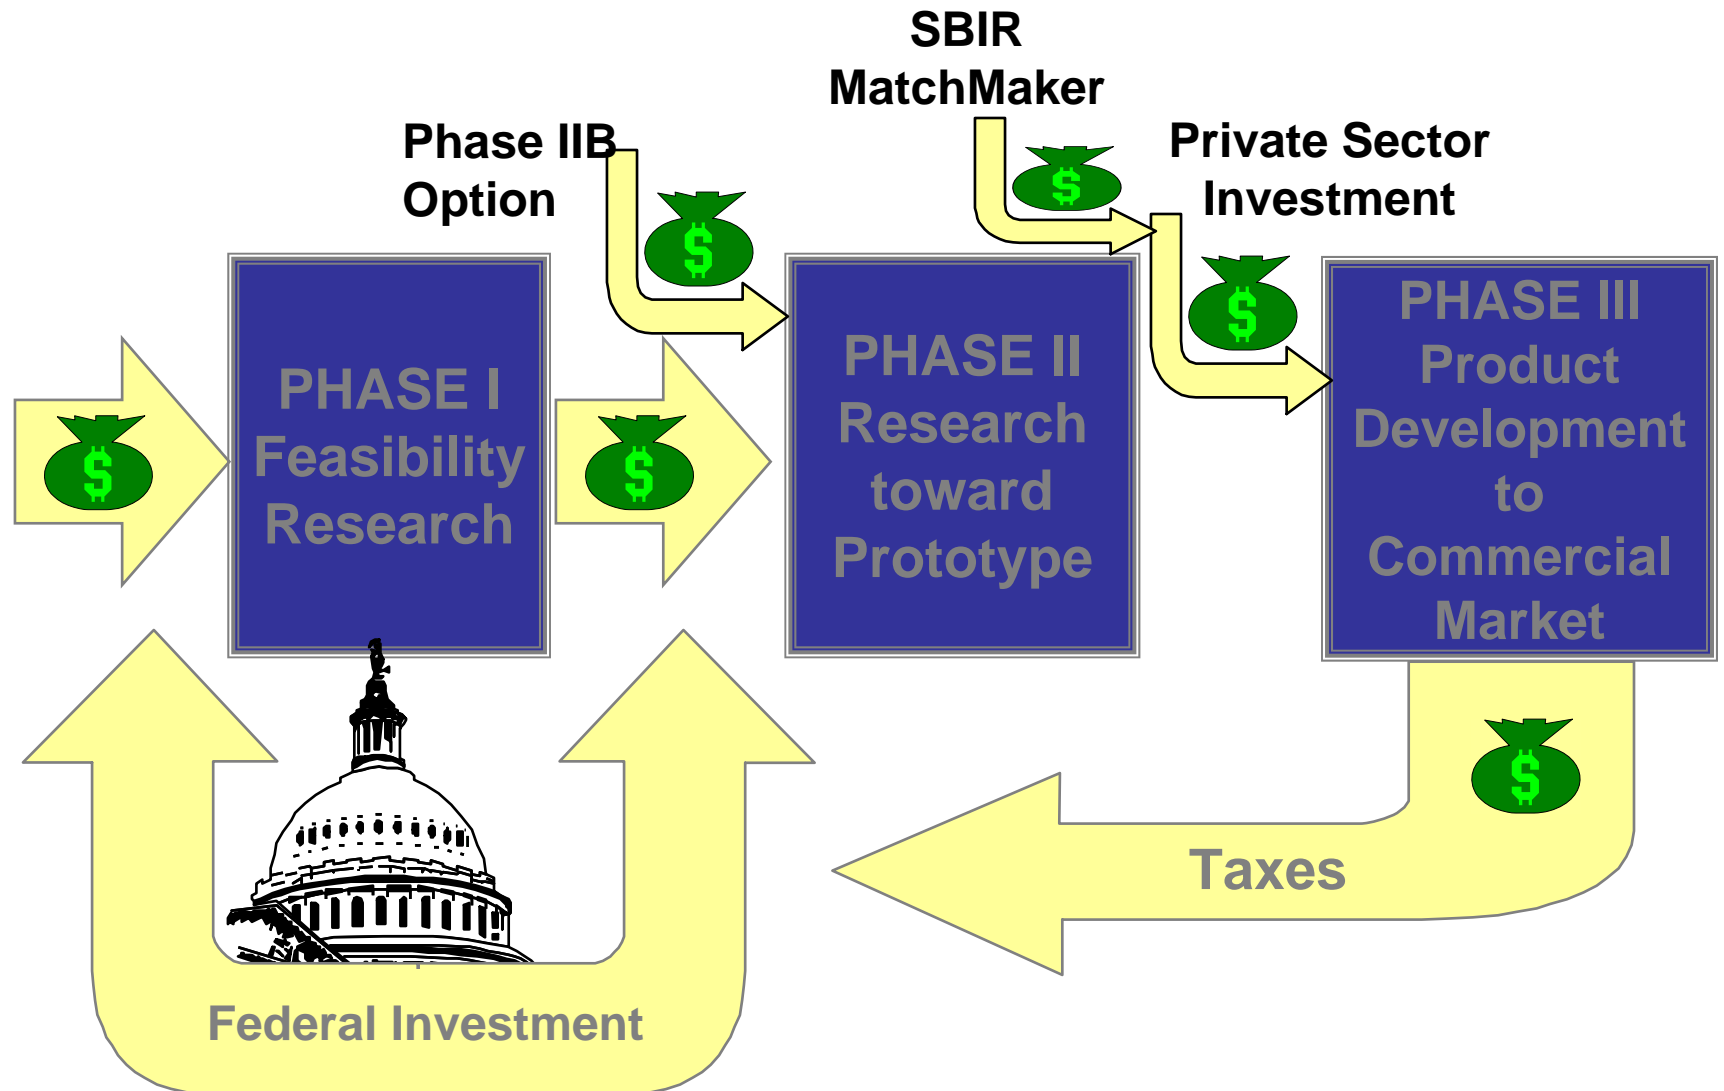 SBIR
MatchMaker
Phase IIB
Option
Private Sector
Investment
PHASE I
Feasibility
Research
PHASE II
Research
toward
Prototype
PHASE III
Product
Development
to
Commercial
Market
$
$
$
$
$
$
Taxes
Federal Investment